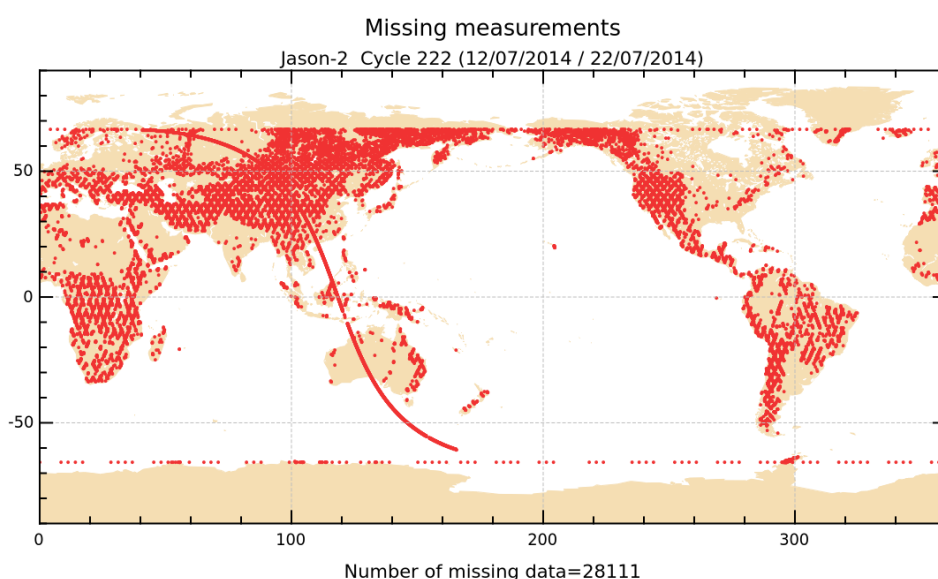 Missing measurements
Jason-2 Cycle 222 (12/07/2014 / 22/07/2014)
50
0
-50
0 100 200 300
Number of missing data=28111